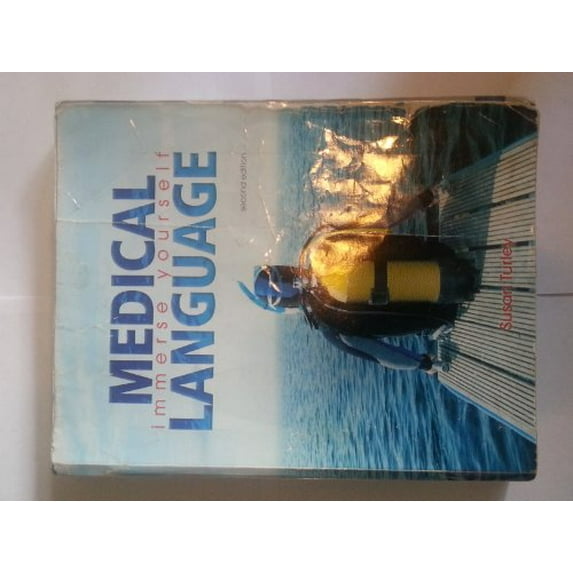 MEDICAL
immerse yourself
LANGUAGE
second edition
Susan Turley